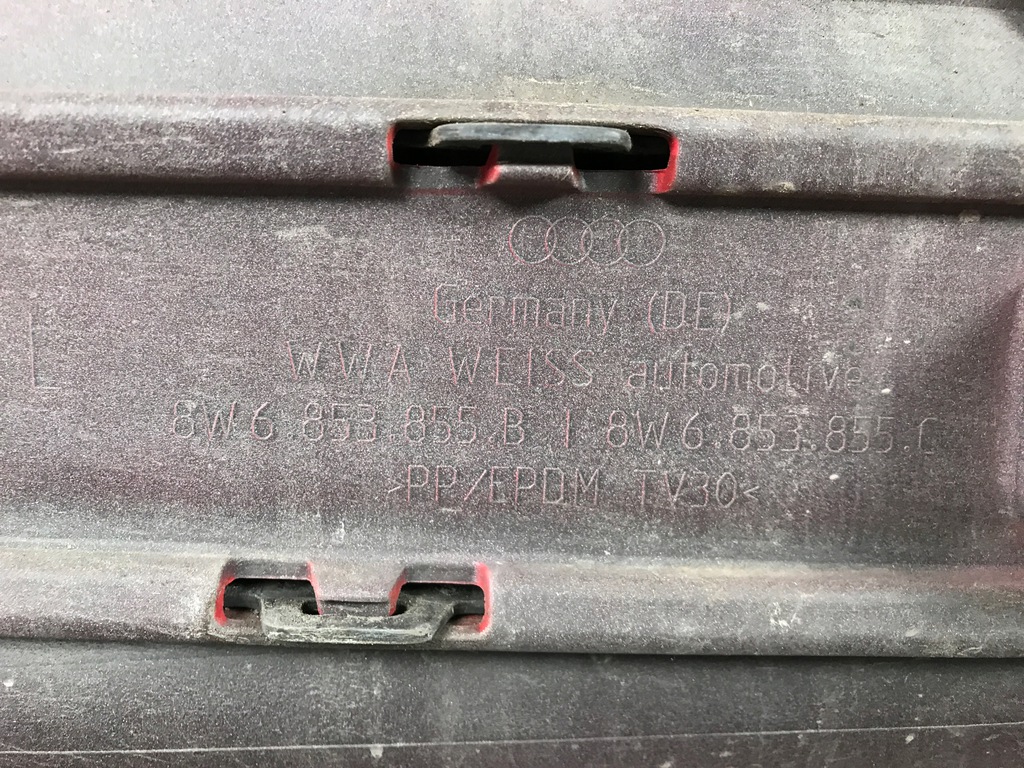 Germany (DE)
L
WWA WEISS automotive
8W6.853.855.B | 8W6.853.855.C
>PP/EPDM TV30<